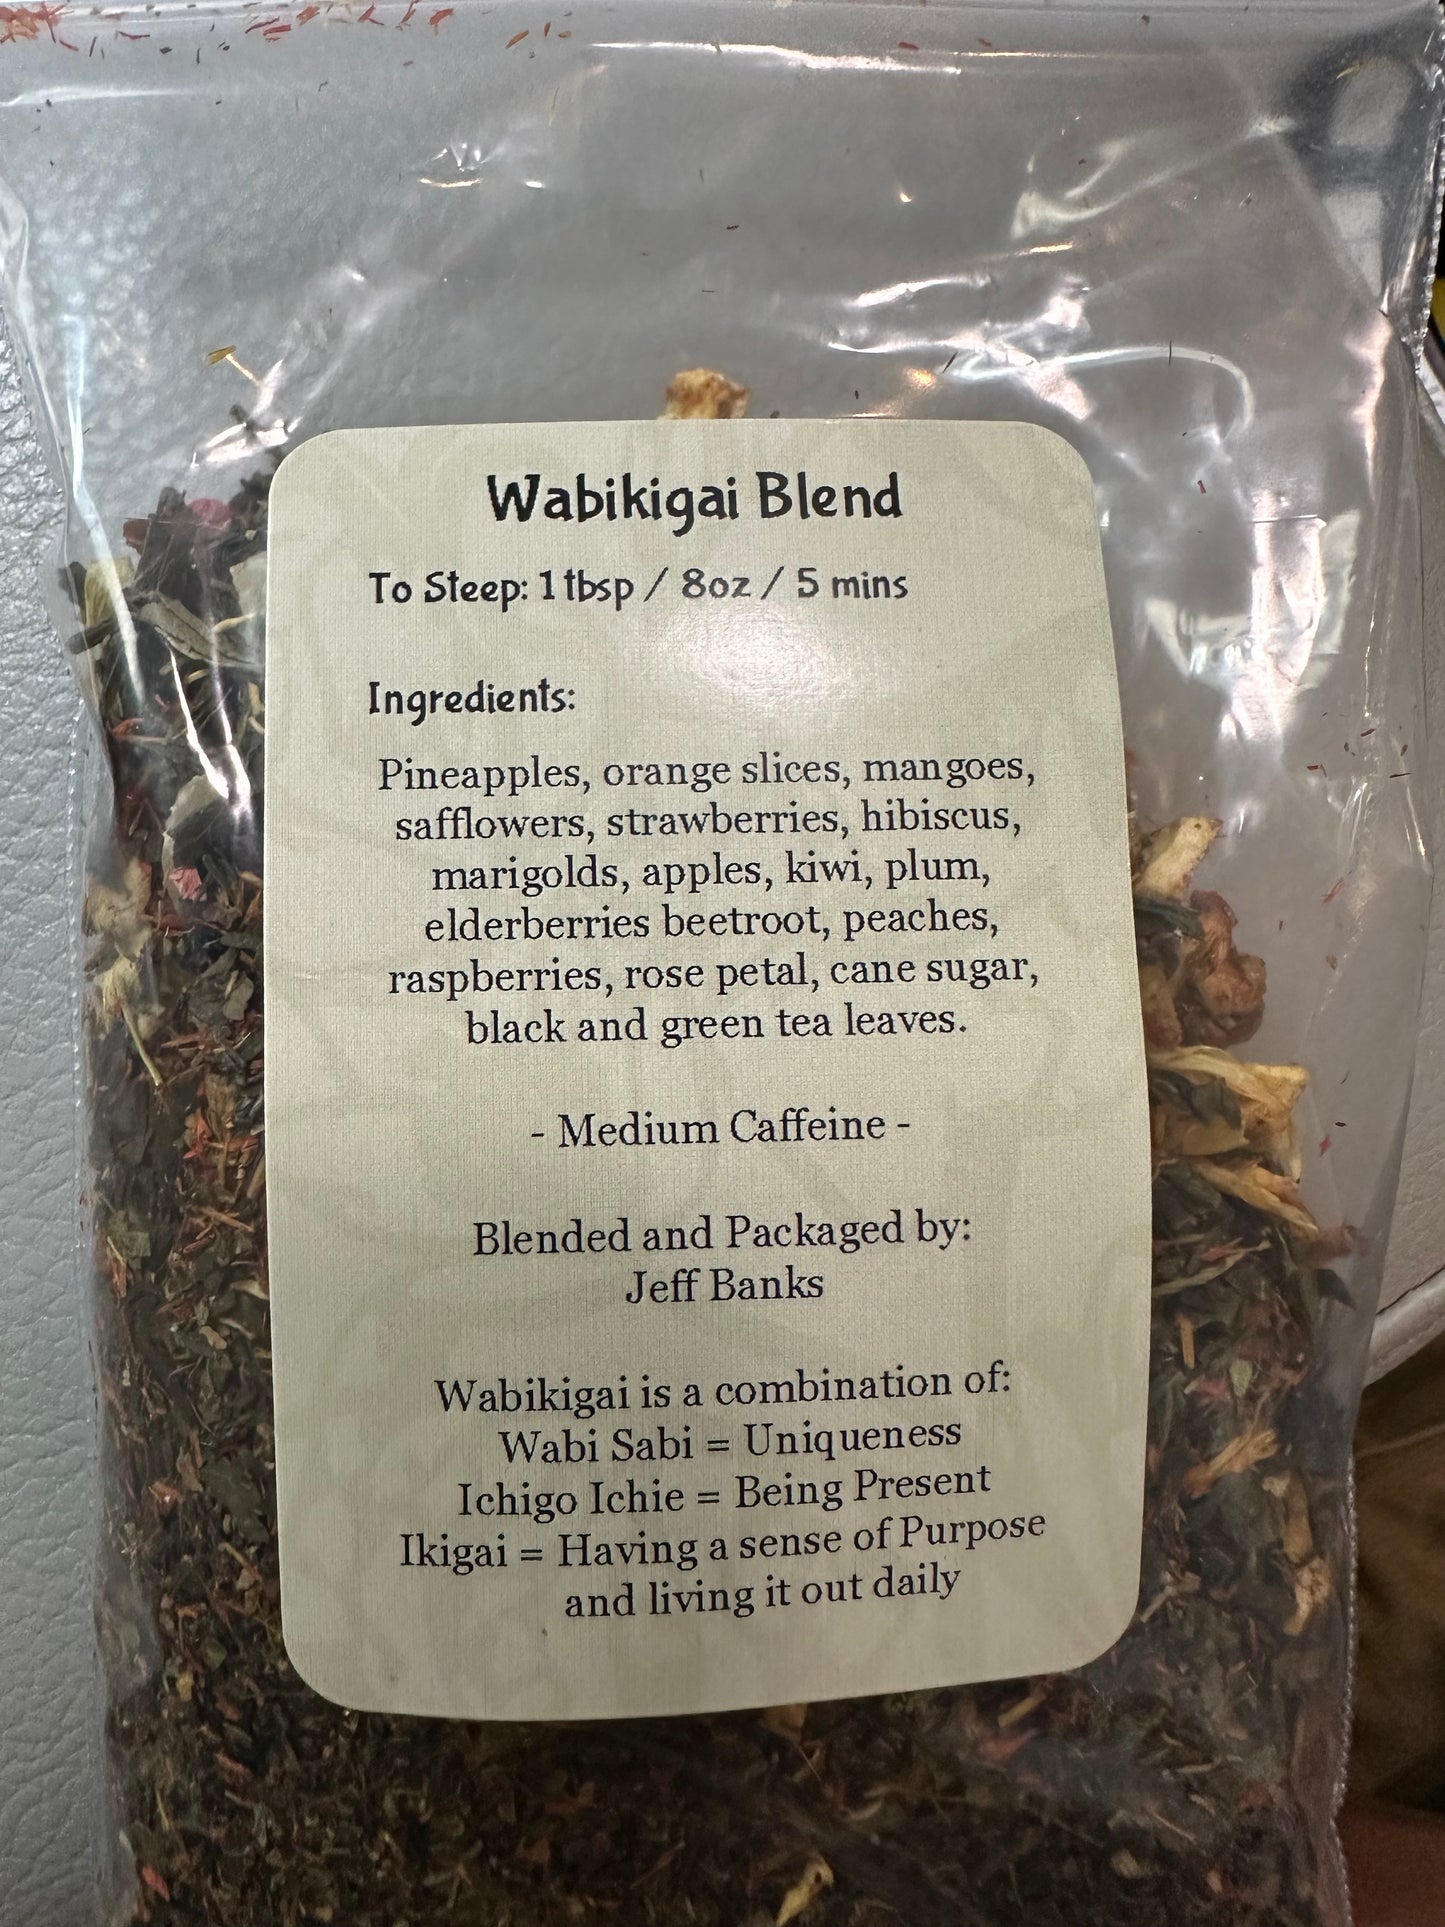 Wabikigai Blend
To Steep: 1 tbsp / 8oz / 5 mins
Ingredients:
Pineapples, orange slices, mangoes,
safflowers, strawberries, hibiscus,
marigolds, apples, kiwi, plum,
elderberries beetroot, peaches,
raspberries, rose petal, cane sugar,
black and green tea leaves.
- Medium Caffeine -
Blended and Packaged by:
Jeff Banks
Wabikigai is a combination of:
Wabi Sabi = Uniqueness
Ichigo Ichie = Being Present
Ikigai = Having a sense of Purpose
and living it out daily